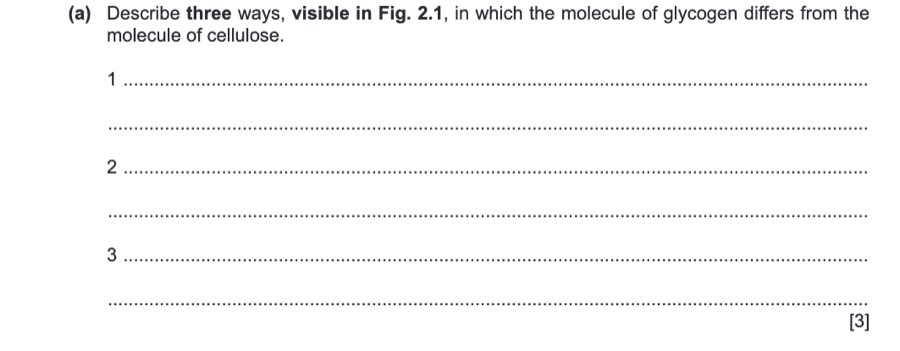 (a) Describe three ways, visible in Fig. 2.1, in which the molecule of glycogen differs from the
molecule of cellulose.
1
2
3
[3]